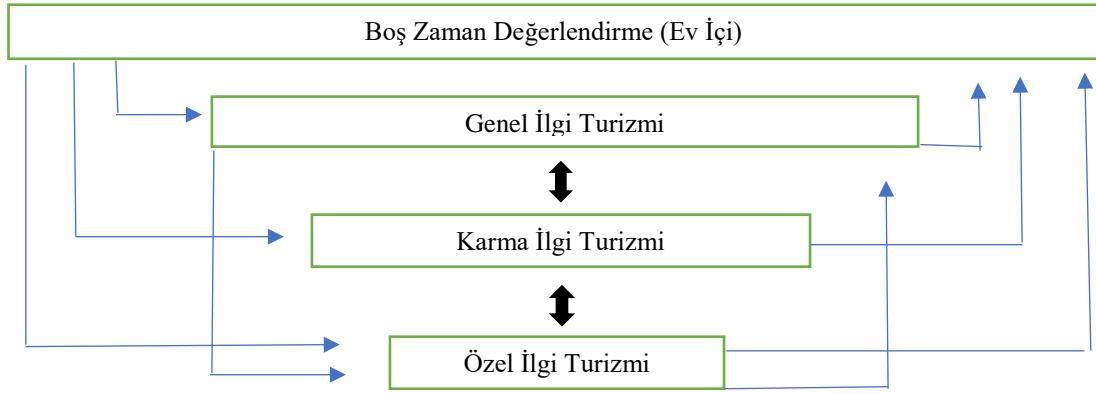 Boş Zaman Değerlendirme (Ev İçi)
Genel İlgi Turizmi
Karma İlgi Turizmi
Özel İlgi Turizmi